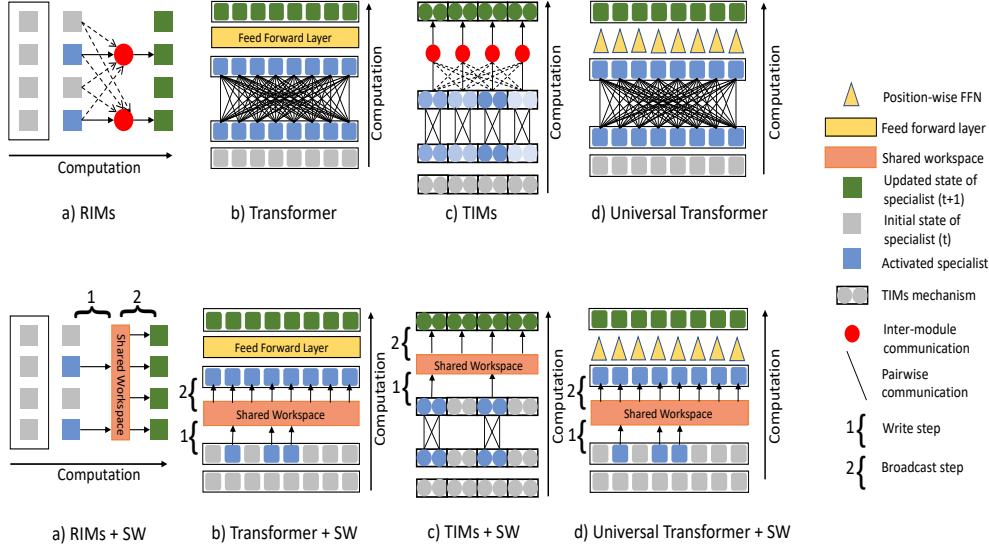 Computation
a) RIMs
Feed Forward Layer
Computation
b) Transformer
Computation
c) TIMs
Computation
d) Universal Transformer
Position-wise FFN
Feed forward layer
Shared workspace
Updated state of
specialist (t+1)
Initial state of
specialist (t)
Activated specialist
TIMs mechanism
Inter-module
communication
Pairwise
communication
1 Write step
2 Broadcast step
1 2
Shared Workspace
Computation
a) RIMs + SW
Feed Forward Layer
2
Shared Workspace
1
Computation
b) Transformer + SW
2
Shared Workspace
1
Computation
c) TIMs + SW
2
Shared Workspace
1
Computation
d) Universal Transformer + SW